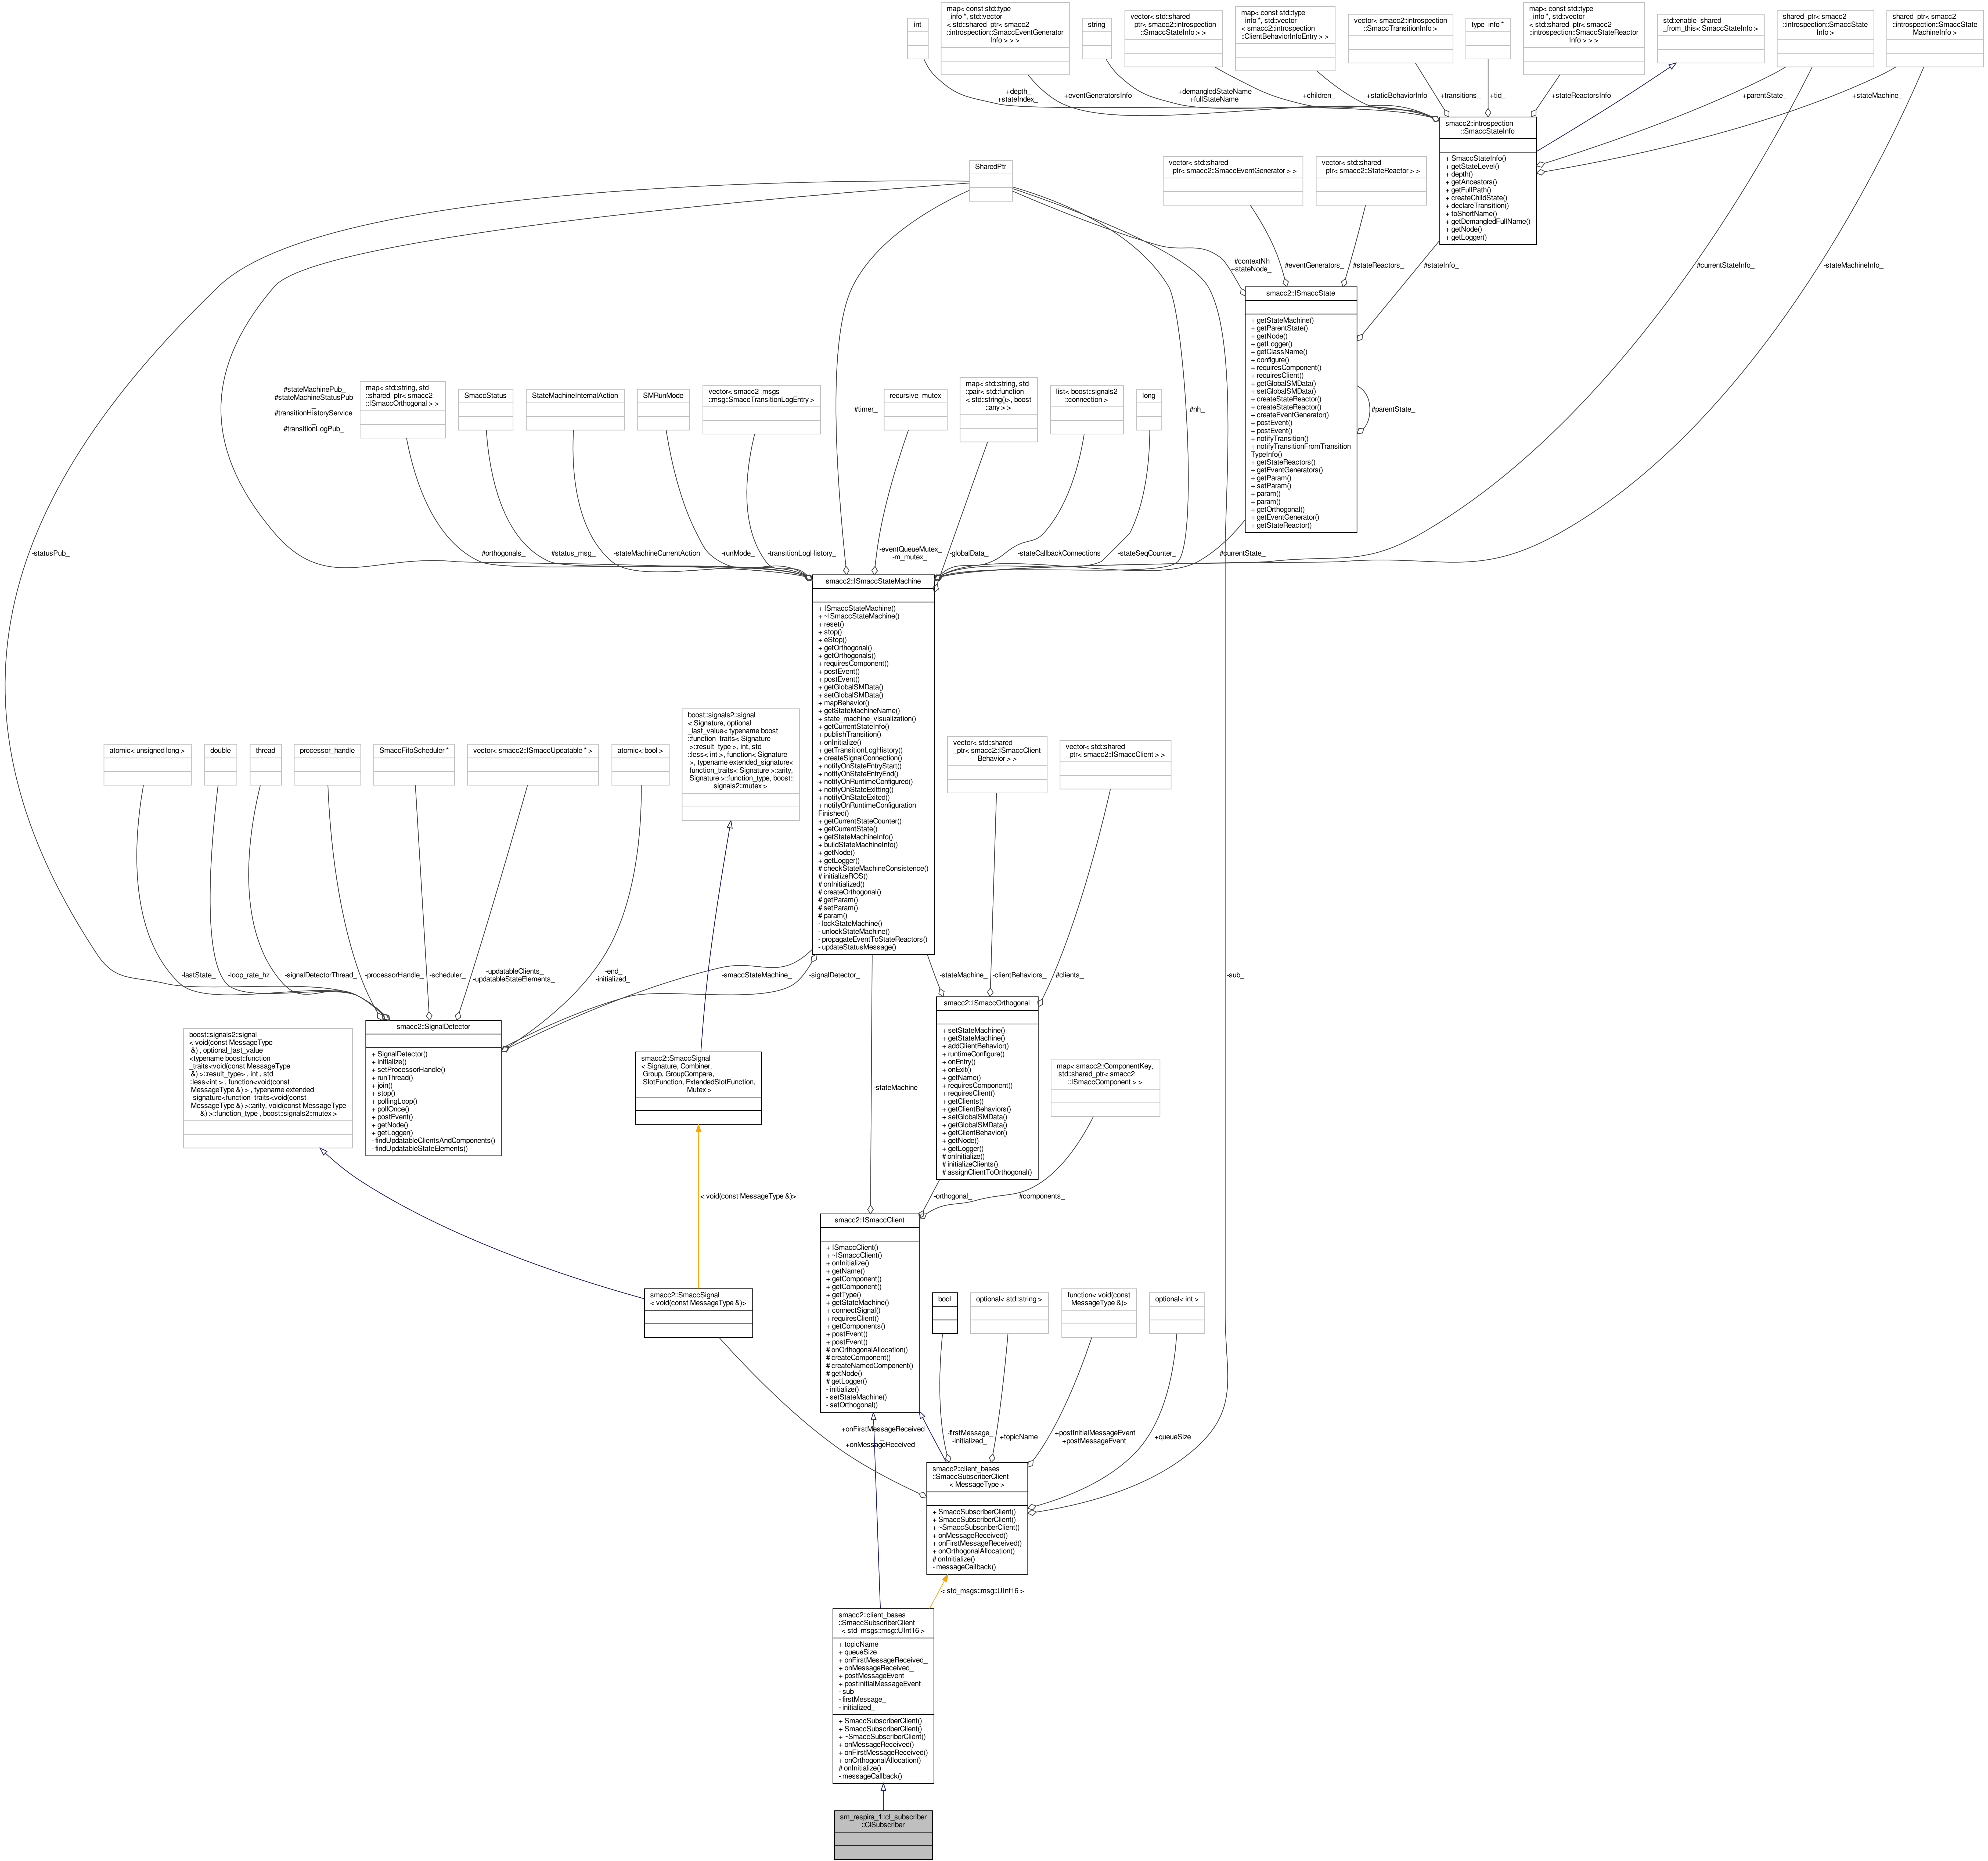 int
map< const std::type
_info *, std::vector
< std::shared_ptr< smacc2
::introspection::SmaccEventGenerator
Info > > >
string
vector< std::shared
_ptr< smacc2::introspection
::SmaccStateInfo > >
map< const std::type
_info *, std::vector
< smacc2::introspection
::ClientBehaviorInfoEntry > >
vector< smacc2::introspection
::SmaccTransitionInfo >
type_info *
map< const std::type
_info *, std::vector
< std::shared_ptr< smacc2
::introspection::SmaccStateReactor
Info > > >
std::enable_shared
_from_this< SmaccStateInfo >
shared_ptr< smacc2
::introspection::SmaccState
Info >
shared_ptr< smacc2
::introspection::SmaccState
MachineInfo >
+depth_
+stateIndex_
+eventGeneratorsInfo
+demangledStateName
+fullStateName
+children_
+staticBehaviorInfo
+transitions_
+tid_
+stateReactorsInfo
+parentState_
+stateMachine_
smacc2::introspection
::SmaccStateInfo
+ SmaccStateInfo()
+ getStateLevel()
+ depth()
+ getAncestors()
+ getFullPath()
+ createChildState()
+ declareTransition()
+ toShortName()
+ getDemangledFullName()
+ getNode()
+ getLogger()
SharedPtr
vector< std::shared
_ptr< smacc2::SmaccEventGenerator > >
vector< std::shared
_ptr< smacc2::StateReactor > >
#contextNh
+stateNode_
#eventGenerators_
#stateReactors_
#stateInfo_
#currentStateInfo_
-stateMachineInfo_
smacc2::ISmaccState
+ getStateMachine()
+ getParentState()
+ getNode()
+ getLogger()
+ getClassName()
+ configure()
+ requiresComponent()
+ requiresClient()
+ getGlobalSMData()
+ setGlobalSMData()
+ createStateReactor()
+ createStateReactor()
+ createEventGenerator()
+ postEvent()
+ postEvent()
+ notifyTransition()
+ notifyTransitionFromTransition
TypeInfo()
+ getStateReactors()
+ getEventGenerators()
+ getParam()
+ setParam()
+ param()
+ param()
+ getOrthogonal()
+ getEventGenerator()
+ getStateReactor()
#parentState_
#stateMachinePub_
#stateMachineStatusPub
_
#transitionHistoryService
_
#transitionLogPub_
map< std::string, std
::shared_ptr< smacc2
::ISmaccOrthogonal > >
SmaccStatus
StateMachineInternalAction
SMRunMode
vector< smacc2_msgs
::msg::SmaccTransitionLogEntry >
#timer_
recursive_mutex
map< std::string, std
::pair< std::function
< std::string()>, boost
::any > >
list< boost::signals2
::connection >
long
#nh_
-statusPub_
#orthogonals_
#status_msg_
-stateMachineCurrentAction
-runMode_
-transitionLogHistory_
-eventQueueMutex_
-m_mutex_
-globalData_
-stateCallbackConnections
-stateSeqCounter_
#currentState_
smacc2::ISmaccStateMachine
+ ISmaccStateMachine()
+ ~ISmaccStateMachine()
+ reset()
+ stop()
+ eStop()
+ getOrthogonal()
+ getOrthogonals()
+ requiresComponent()
+ postEvent()
+ postEvent()
+ getGlobalSMData()
+ setGlobalSMData()
+ mapBehavior()
+ getStateMachineName()
+ state_machine_visualization()
+ getCurrentStateInfo()
+ publishTransition()
+ onInitialize()
+ getTransitionLogHistory()
+ createSignalConnection()
+ notifyOnStateEntryStart()
+ notifyOnStateEntryEnd()
+ notifyOnRuntimeConfigured()
+ notifyOnStateExitting()
+ notifyOnStateExited()
+ notifyOnRuntimeConfiguration
Finished()
+ getCurrentStateCounter()
+ getCurrentState()
+ getStateMachineInfo()
+ buildStateMachineInfo()
+ getNode()
+ getLogger()
# checkStateMachineConsistence()
# initializeROS()
# onInitialized()
# createOrthogonal()
# getParam()
# setParam()
# param()
- lockStateMachine()
- unlockStateMachine()
- propagateEventToStateReactors()
- updateStatusMessage()
atomic< unsigned long >
double
thread
processor_handle
SmaccFifoScheduler *
vector< smacc2::ISmaccUpdatable * >
atomic< bool >
boost::signals2::signal
< Signature, optional
_last_value< typename boost
::function_traits< Signature
>::result_type >, int, std
::less< int >, function< Signature
>, typename extended_signature<
function_traits< Signature >::arity,
Signature >::function_type, boost::
signals2::mutex >
vector< std::shared
_ptr< smacc2::ISmaccClient
Behavior > >
vector< std::shared
_ptr< smacc2::ISmaccClient > >
-lastState_
-loop_rate_hz
-signalDetectorThread_
-processorHandle_
-scheduler_
-updatableClients_
-updatableStateElements_
-end_
-initialized_
-smaccStateMachine_
-signalDetector_
-stateMachine_
-clientBehaviors_
#clients_
-sub_
boost::signals2::signal
< void(const MessageType
&) , optional_last_value
<typename boost::function
_traits<void(const MessageType
&) >::result_type> , int , std
::less<int > , function<void(const
MessageType &) > , typename extended
_signature<function_traits<void(const
MessageType &) >::arity, void(const MessageType
&) >::function_type , boost::signals2::mutex >
smacc2::SignalDetector
+ SignalDetector()
+ initialize()
+ setProcessorHandle()
+ runThread()
+ join()
+ stop()
+ pollingLoop()
+ pollOnce()
+ postEvent()
+ getNode()
+ getLogger()
- findUpdatableClientsAndComponents()
- findUpdatableStateElements()
smacc2::SmaccSignal
< Signature, Combiner,
Group, GroupCompare,
SlotFunction, ExtendedSlotFunction,
Mutex >
-stateMachine_
smacc2::ISmaccOrthogonal
+ setStateMachine()
+ getStateMachine()
+ addClientBehavior()
+ runtimeConfigure()
+ onEntry()
+ onExit()
+ getName()
+ requiresComponent()
+ requiresClient()
+ getClients()
+ getClientBehaviors()
+ setGlobalSMData()
+ getGlobalSMData()
+ getClientBehavior()
+ getNode()
+ getLogger()
# onInitialize()
# initializeClients()
# assignClientToOrthogonal()
map< smacc2::ComponentKey,
std::shared_ptr< smacc2
::ISmaccComponent > >
< void(const MessageType &)>
-orthogonal_
#components_
smacc2::ISmaccClient
+ ISmaccClient()
+ ~ISmaccClient()
+ onInitialize()
+ getName()
+ getComponent()
+ getComponent()
+ getType()
+ getStateMachine()
+ connectSignal()
+ requiresClient()
+ getComponents()
+ postEvent()
+ postEvent()
# onOrthogonalAllocation()
# createComponent()
# createNamedComponent()
# getNode()
# getLogger()
- initialize()
- setStateMachine()
- setOrthogonal()
smacc2::SmaccSignal
< void(const MessageType &)>
bool
optional< std::string >
function< void(const
MessageType &)>
optional< int >
+onFirstMessageReceived
_
+onMessageReceived_
-firstMessage_
-initialized_
+topicName
+postInitialMessageEvent
+postMessageEvent
+queueSize
smacc2::client_bases
::SmaccSubscriberClient
< MessageType >
+ SmaccSubscriberClient()
+ SmaccSubscriberClient()
+ ~SmaccSubscriberClient()
+ onMessageReceived()
+ onFirstMessageReceived()
+ onOrthogonalAllocation()
# onInitialize()
- messageCallback()
< std_msgs::msg::UInt16 >
smacc2::client_bases
::SmaccSubscriberClient
< std_msgs::msg::UInt16 >
+ topicName
+ queueSize
+ onFirstMessageReceived_
+ onMessageReceived_
+ postMessageEvent
+ postInitialMessageEvent
- sub_
- firstMessage_
- initialized_
+ SmaccSubscriberClient()
+ SmaccSubscriberClient()
+ ~SmaccSubscriberClient()
+ onMessageReceived()
+ onFirstMessageReceived()
+ onOrthogonalAllocation()
# onInitialize()
- messageCallback()
sm_respira_1::cl_subscriber
::ClSubscriber